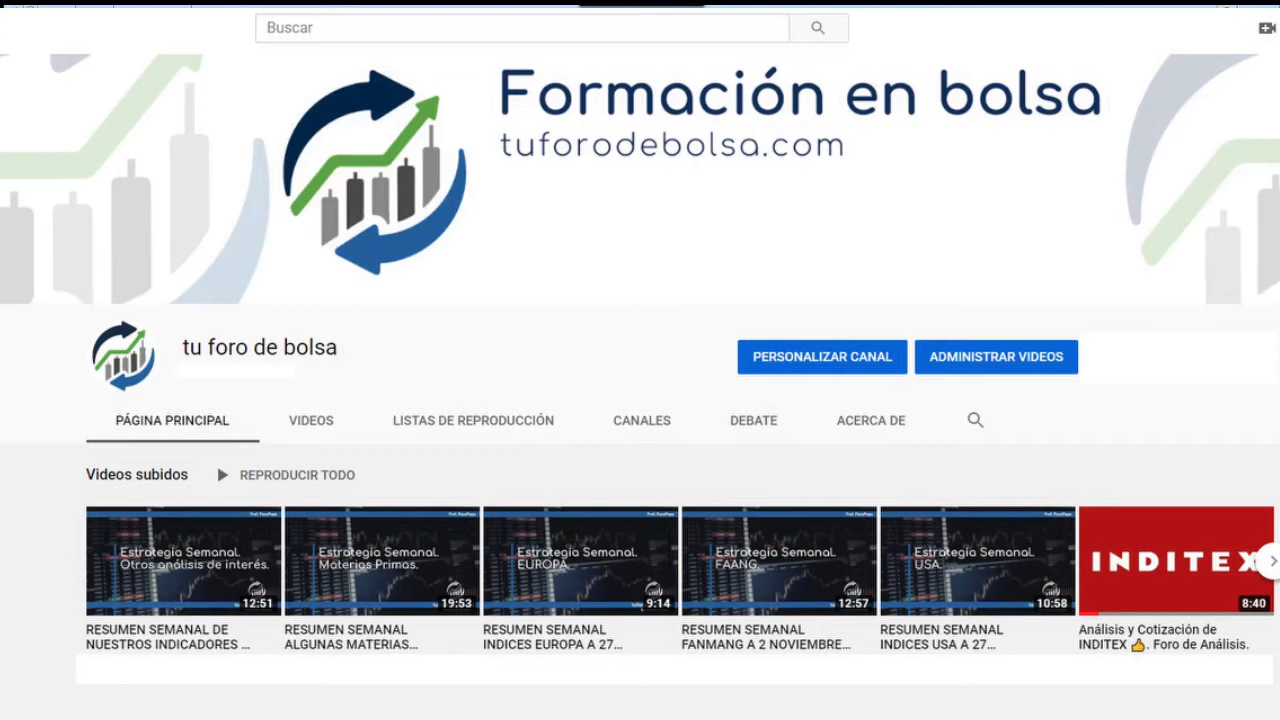 Buscar
Formación en bolsa
tuforodebolsa.com
tu foro de bolsa
PERSONALIZAR CANAL
ADMINISTRAR VIDEOS
PÁGINA PRINCIPAL
VIDEOS
LISTAS DE REPRODUCCIÓN
CANALES
DEBATE
ACERCA DE
Videos subidos
REPRODUCIR TODO
Estrategia Semanal.
Otros análisis de interés.
12:51
Estrategia Semanal.
Materias Primas.
19:53
Estrategia Semanal.
EUROPA
9:14
Estrategia Semanal.
FAANG.
12:57
Estrategia Semanal.
USA.
10:58
INDITEX
8:40
RESUMEN SEMANAL DE
NUESTROS INDICADORES ...
RESUMEN SEMANAL
ALGUNAS MATERIAS...
RESUMEN SEMANAL
INDICES EUROPA A 27...
RESUMEN SEMANAL
FANMANG A 2 NOVIEMBRE...
RESUMEN SEMANAL
INDICES USA A 27...
Análisis y Cotización de
INDITEX 👍. Foro de Análisis.